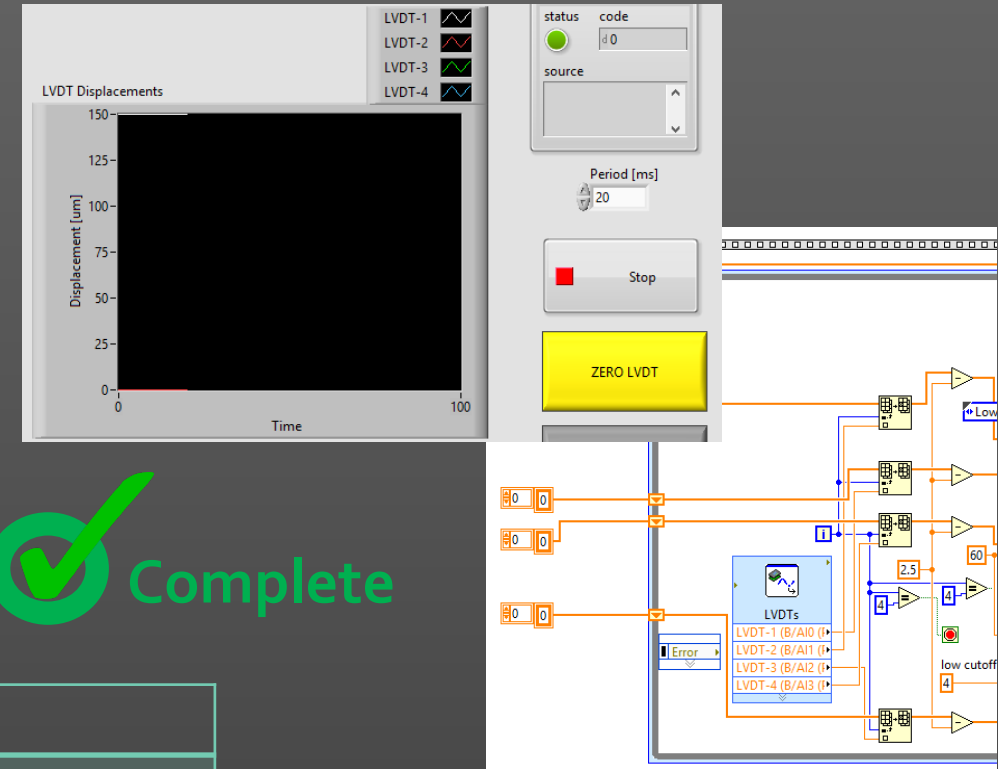 LVDT-1
LVDT-2
LVDT-3
LVDT-4
LVDT Displacements
150
125
100
75
50
25
0
Displacement [um]
0
100
Time
status
code
d 0
source
Period [ms]
20
Stop
ZERO LVDT
Complete
0
0
0
0
0
0
Error
LVDTs
LVDT-1 (B/AI0 (
LVDT-2 (B/AI1 (
LVDT-3 (B/AI2 (
LVDT-4 (B/AI3 (
i
2.5
4
4
60
Low
low cutoff
4